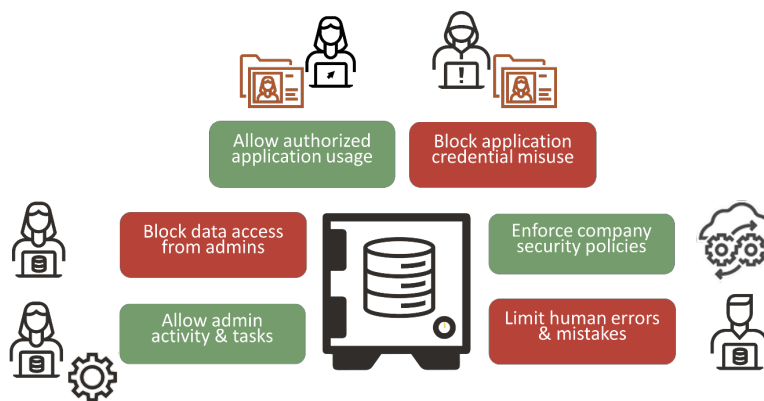 Allow authorized
application usage
Block application
credential misuse
Block data access
from admins
Enforce company
security policies
Allow admin
activity & tasks
Limit human errors
& mistakes